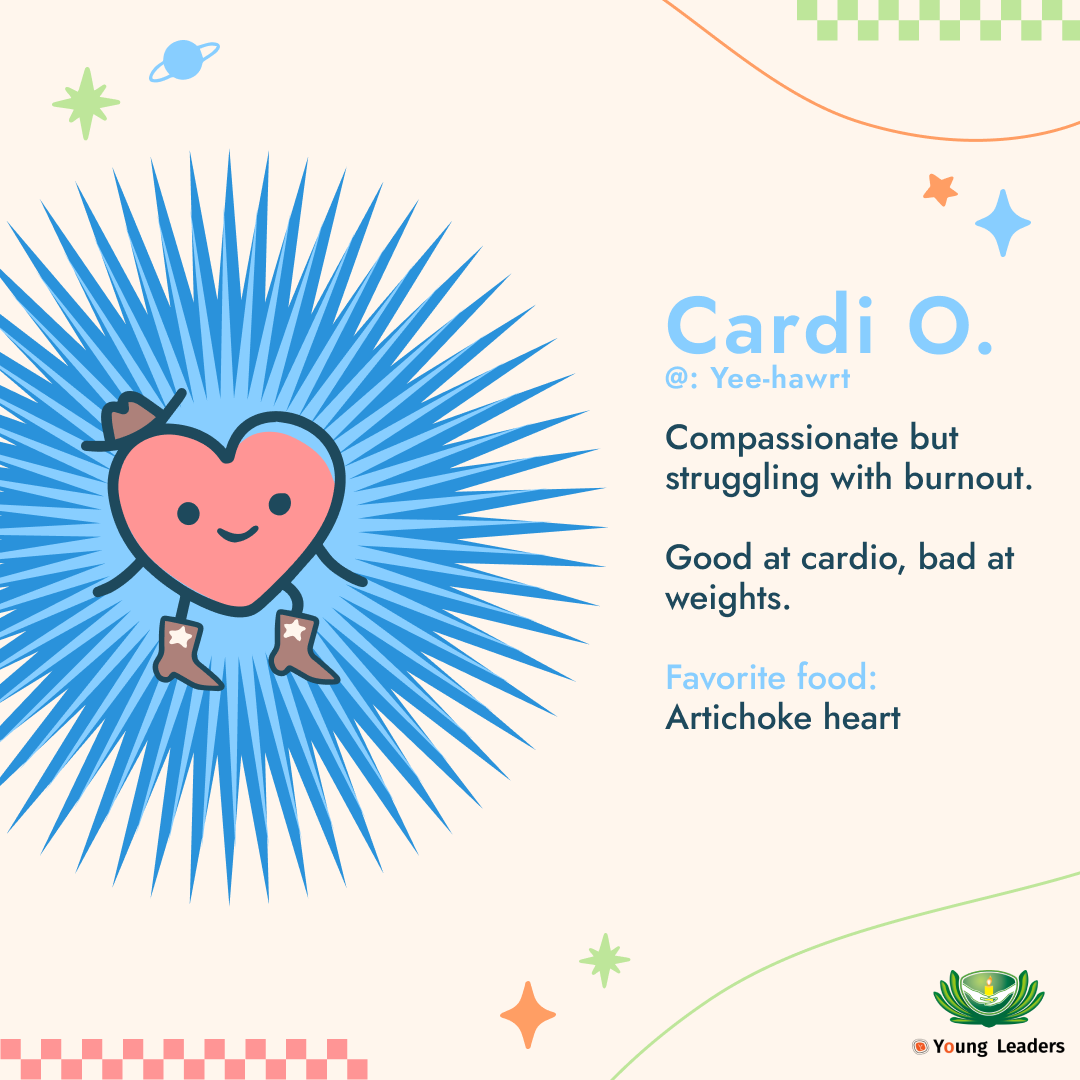 Cardi O.
@: Yee-hawrt
Compassionate but
struggling with burnout.
Good at cardio, bad at
weights.
Favorite food:
Artichoke heart
Young Leaders